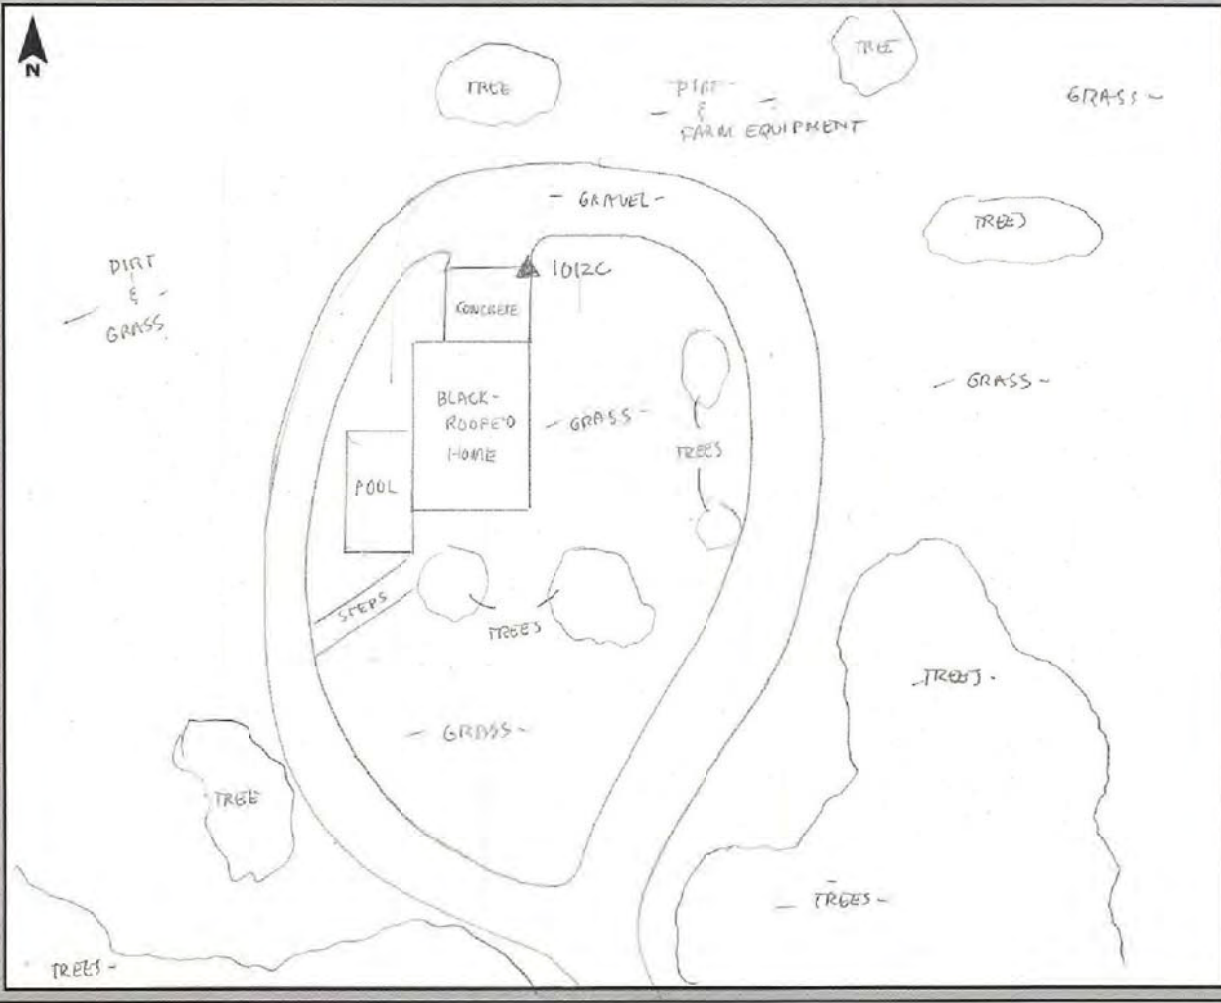 N
TREE
TREE
DIRT
&
FARM EQUIPMENT
GRASS
GRAVEL
TREES
DIRT
&
GRASS
1012C
CONCRETE
BLACK-
ROOFED
HOME
GRASS
TREES
GRASS
POOL
STEPS
TREES
TREES
GRASS
TREE
TREES
TREES